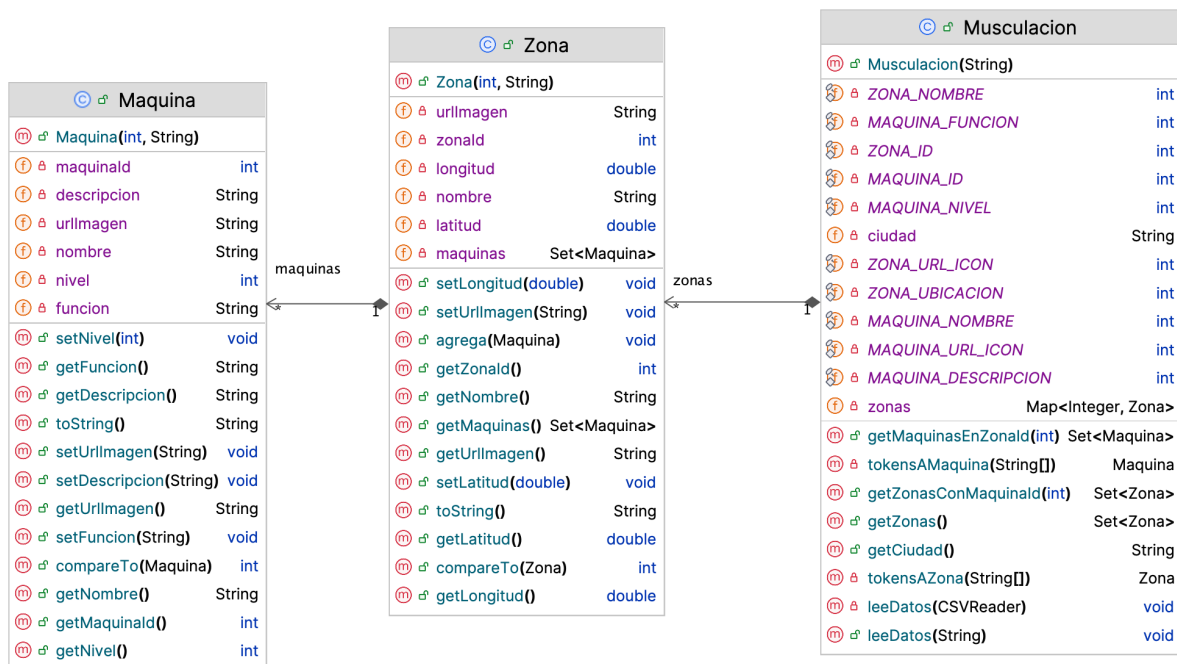 Maquina
Maquina(int, String)
maquinaId int
descripcion String
urlImagen String
nombre String
nivel int
funcion String
setNivel(int) void
getFuncion() String
getDescripcion() String
toString() String
setUrlImagen(String) void
setDescripcion(String) void
getUrlImagen() String
setFuncion(String) void
compareTo(Maquina) int
getNombre() String
getMaquinaId() int
getNivel() int
maquinas
* 1
Zona
Zona(int, String)
urlImagen String
zonaId int
longitud double
nombre String
latitud double
maquinas Set<Maquina>
setLongitud(double) void
setUrlImagen(String) void
agrega(Maquina) void
getZonaId() int
getNombre() String
getMaquinas() Set<Maquina>
getUrlImagen() String
setLatitud(double) void
toString() String
getLatitud() double
compareTo(Zona) int
getLongitud() double
zonas
* 1
Musculacion
Musculacion(String)
ZONA_NOMBRE int
MAQUINA_FUNCION int
ZONA_ID int
MAQUINA_ID int
MAQUINA_NIVEL int
ciudad String
ZONA_URL_ICON int
ZONA_UBICACION int
MAQUINA_NOMBRE int
MAQUINA_URL_ICON int
MAQUINA_DESCRIPCION int
zonas Map<Integer, Zona>
getMaquinasEnZonaId(int) Set<Maquina>
tokensAMaquina(String[]) Maquina
getZonasConMaquinaId(int) Set<Zona>
getZonas() Set<Zona>
getCiudad() String
tokensAZona(String[]) Zona
leeDatos(CSVReader) void
leeDatos(String) void